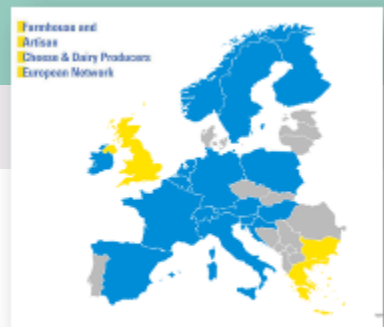 Farmhouse and
Artisan
Cheese & Dairy Producers
European Network